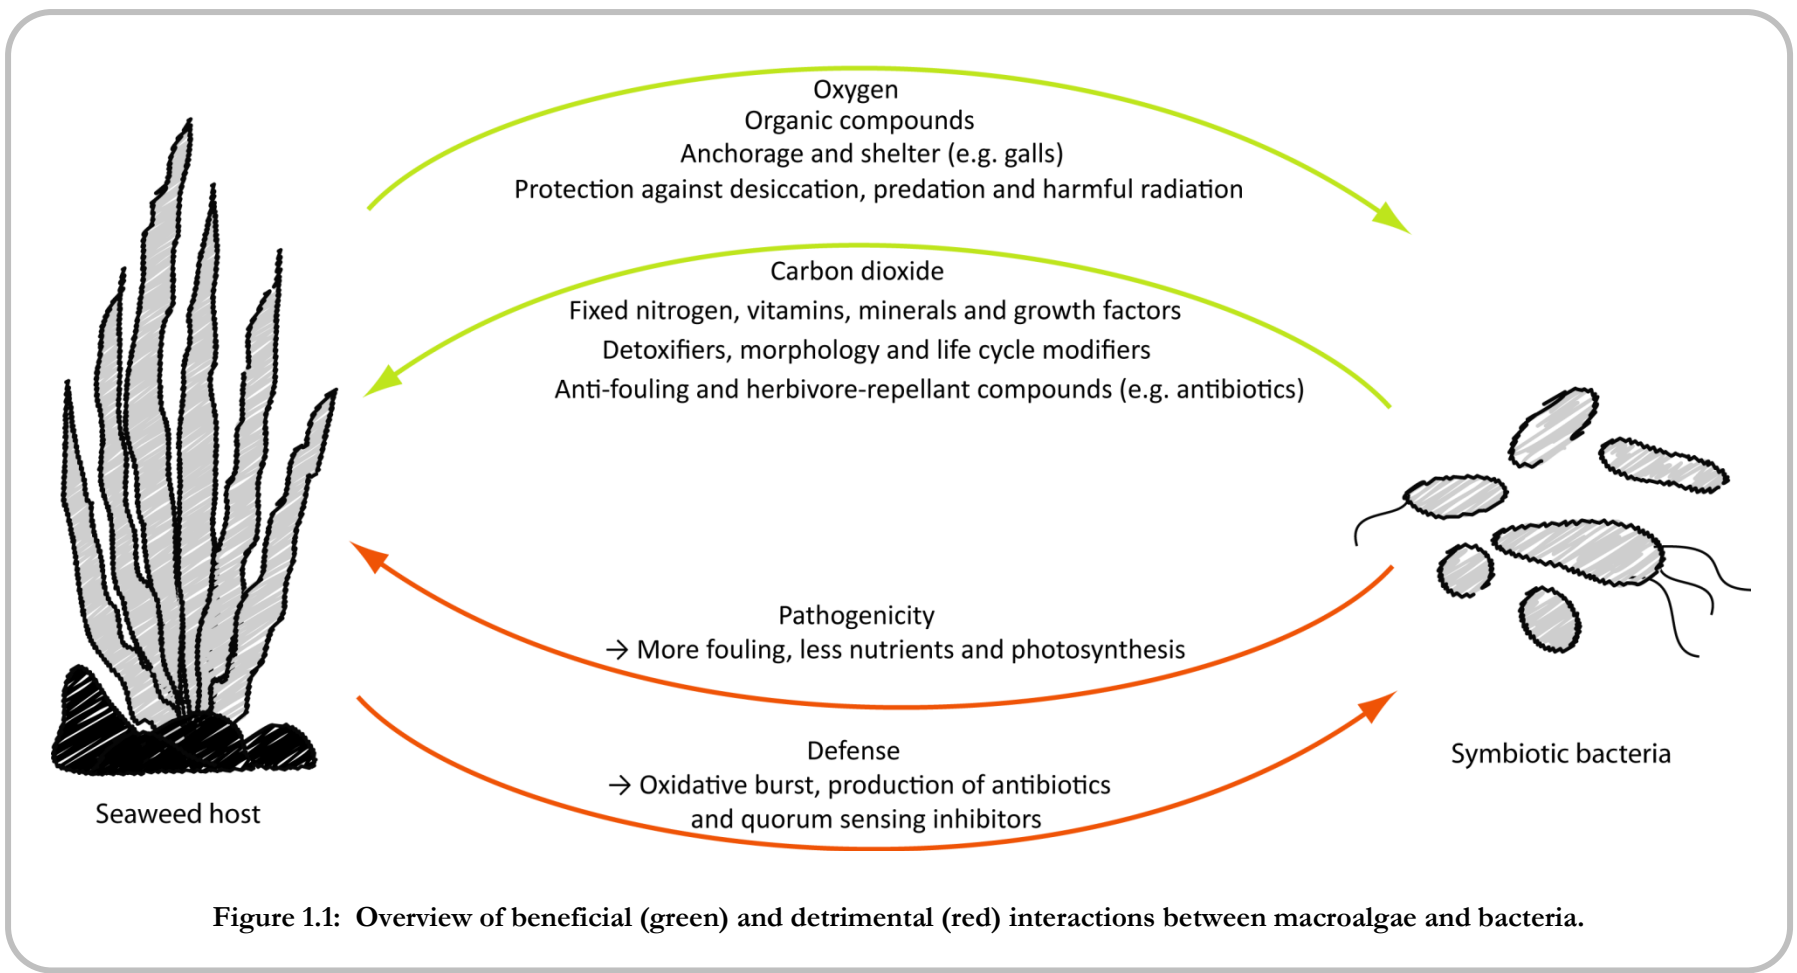 Oxygen
Organic compounds
Anchorage and shelter (e.g. galls)
Protection against desiccation, predation and harmful radiation
Carbon dioxide
Fixed nitrogen, vitamins, minerals and growth factors
Detoxifiers, morphology and life cycle modifiers
Anti-fouling and herbivore-repellant compounds (e.g. antibiotics)
Pathogenicity
→ More fouling, less nutrients and photosynthesis
Defense
→ Oxidative burst, production of antibiotics
and quorum sensing inhibitors
Seaweed host
Symbiotic bacteria
Figure 1.1: Overview of beneficial (green) and detrimental (red) interactions between macroalgae and bacteria.